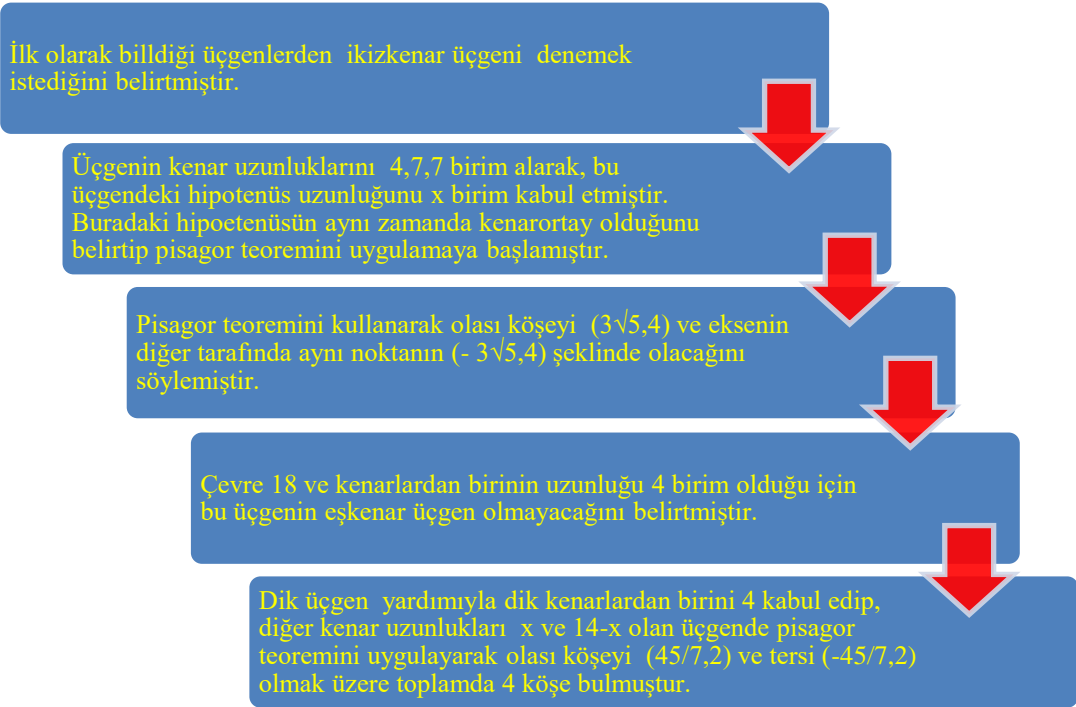 İlk olarak billdiği üçgenlerden ikizkenar üçgeni denemek
istediğini belirtmiştir.
Üçgenin kenar uzunluklarını 4,7,7 birim alarak, bu
üçgendeki hipotenüs uzunluğunu x birim kabul etmiştir.
Buradaki hipoetenüsün aynı zamanda kenarortay olduğunu
belirtip pisagor teoremini uygulamaya başlamıştır.
Pisagor teoremini kullanarak olası köşeyi (3√5,4) ve eksenin
diğer tarafında aynı noktanın (- 3√5,4) şeklinde olacağını
söylemiştir.
Çevre 18 ve kenarlardan birinin uzunluğu 4 birim olduğu için
bu üçgenin eşkenar üçgen olmayacağını belirtmiştir.
Dik üçgen yardımıyla dik kenarlardan birini 4 kabul edip,
diğer kenar uzunlukları x ve 14-x olan üçgende pisagor
teoremini uygulayarak olası köşeyi (45/7,2) ve tersi (-45/7,2)
olmak üzere toplamda 4 köşe bulmuştur.